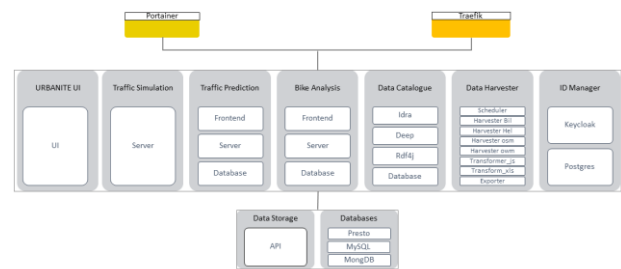 Portainer
Traefik
URBANITE UI
UI
Traffic Simulation
Server
Traffic Prediction
Frontend
Server
Database
Bike Analysis
Frontend
Server
Database
Data Catalogue
Idra
Deep
Rdf4j
Database
Data Harvester
Scheduler
Harvester Bil
Harvester Hel
Harvester osm
Harvester owm
Transformer_js
Transform_xls
Exporter
ID Manager
Keycloak
Postgres
Data Storage
API
Databases
Presto
MySQL
MongDB